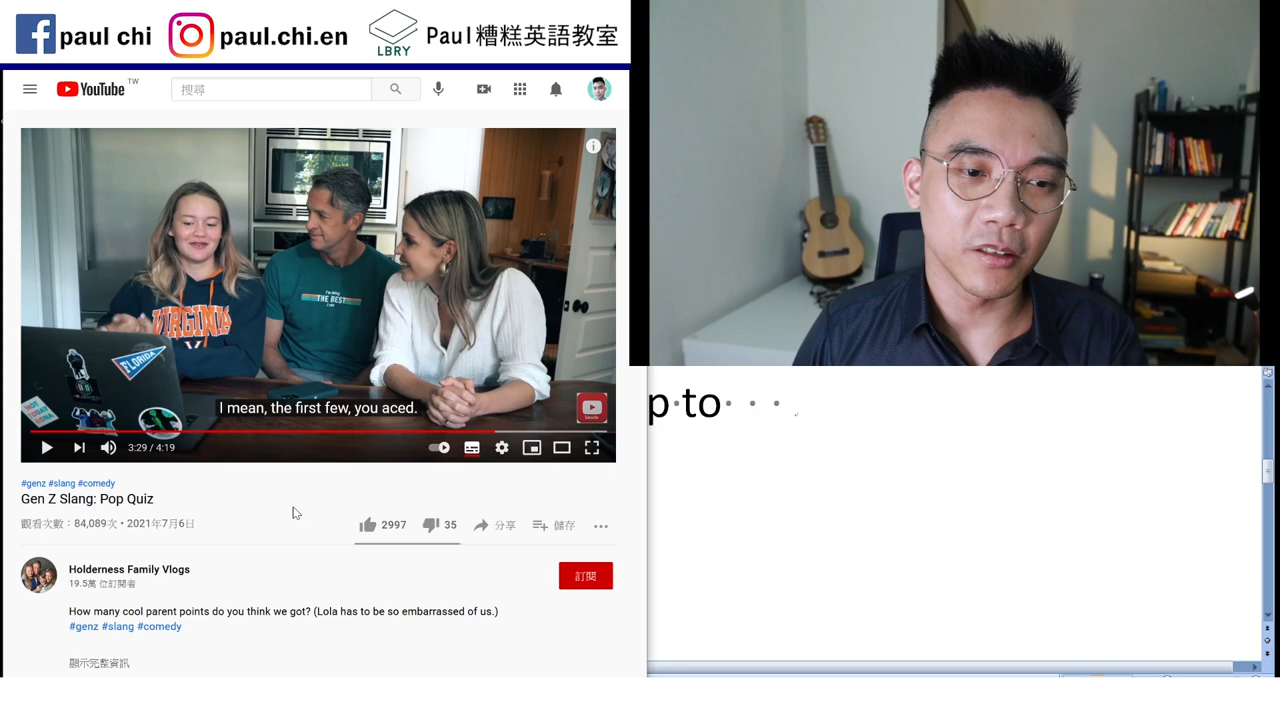 paul chi
paul.chi.en
LBRY
Paul糟糕英語教室
YouTube TW
搜尋
THE BEST
VIRGINIA
FLORIDA
I mean, the first few, you aced.
3:29 / 4:19
#genz #slang #comedy
Gen Z Slang: Pop Quiz
觀看次數：84,089次 • 2021年7月6日
2997
35
分享
儲存
Holderness Family Vlogs
19.5萬 位訂閱者
訂閱
How many cool parent points do you think we got? (Lola has to be so embarrassed of us.)
#genz #slang #comedy
顯示完整資訊
p to